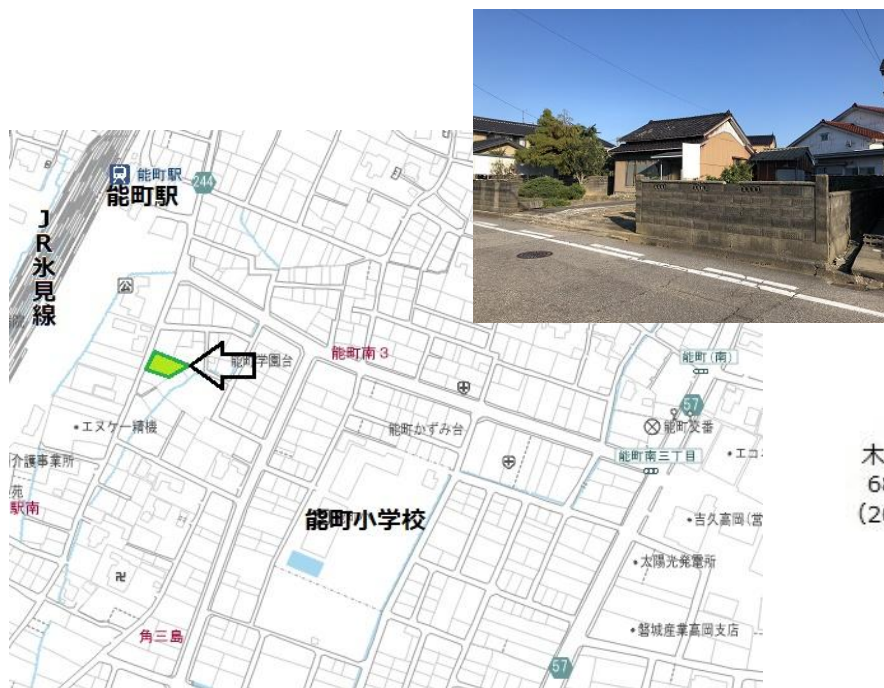 能町駅
能町駅
244
JR氷見線
公
能町学園台
能町南3
能町(南)
57
能町交番
エヌケー精機
能町かずみ台
介護事業所
能町南三丁目
駅南
能町小学校
吉久高岡(営
太陽光発電所
角三島
磐城産業高岡支店
57
木
68